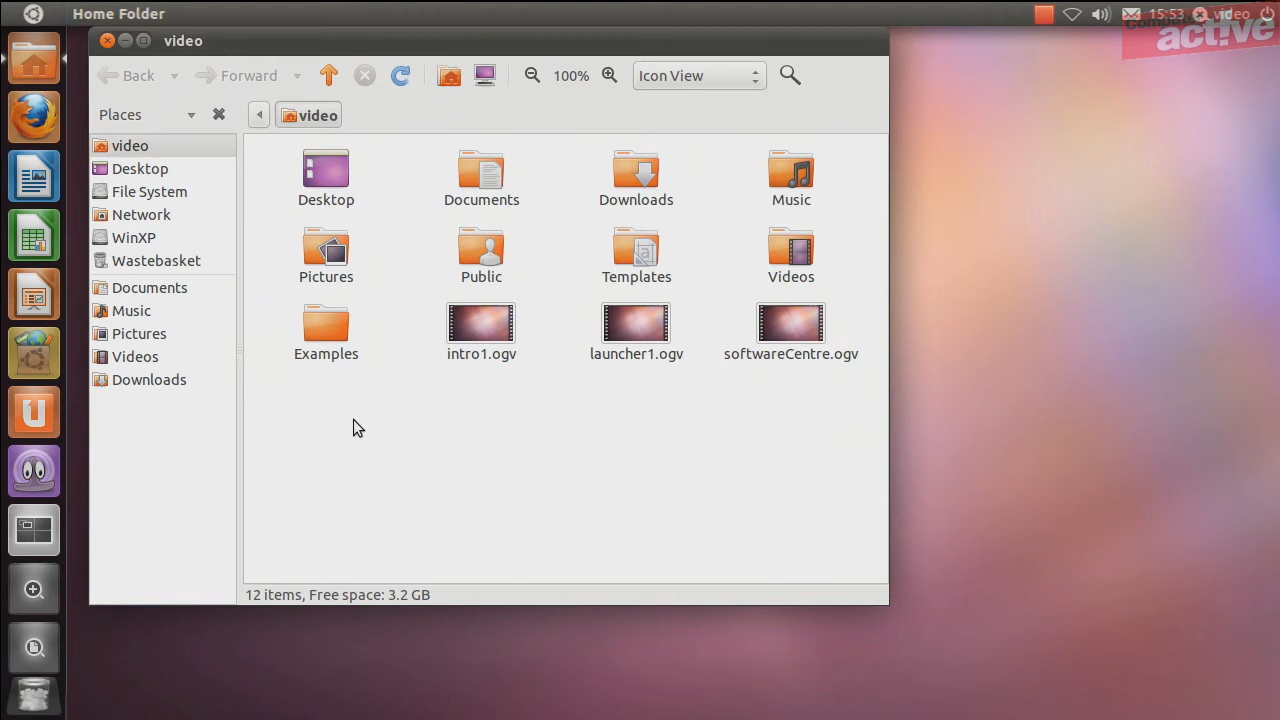 Home Folder
15:53
video
Computer
active
video
Back
Forward
100%
Icon View
Places
video
video
Desktop
File System
Network
WinXP
Wastebasket
Documents
Music
Pictures
Videos
Downloads
Desktop
Documents
Downloads
Music
Pictures
Public
Templates
Videos
Examples
intro1.ogv
launcher1.ogv
softwareCentre.ogv
12 items, Free space: 3.2 GB